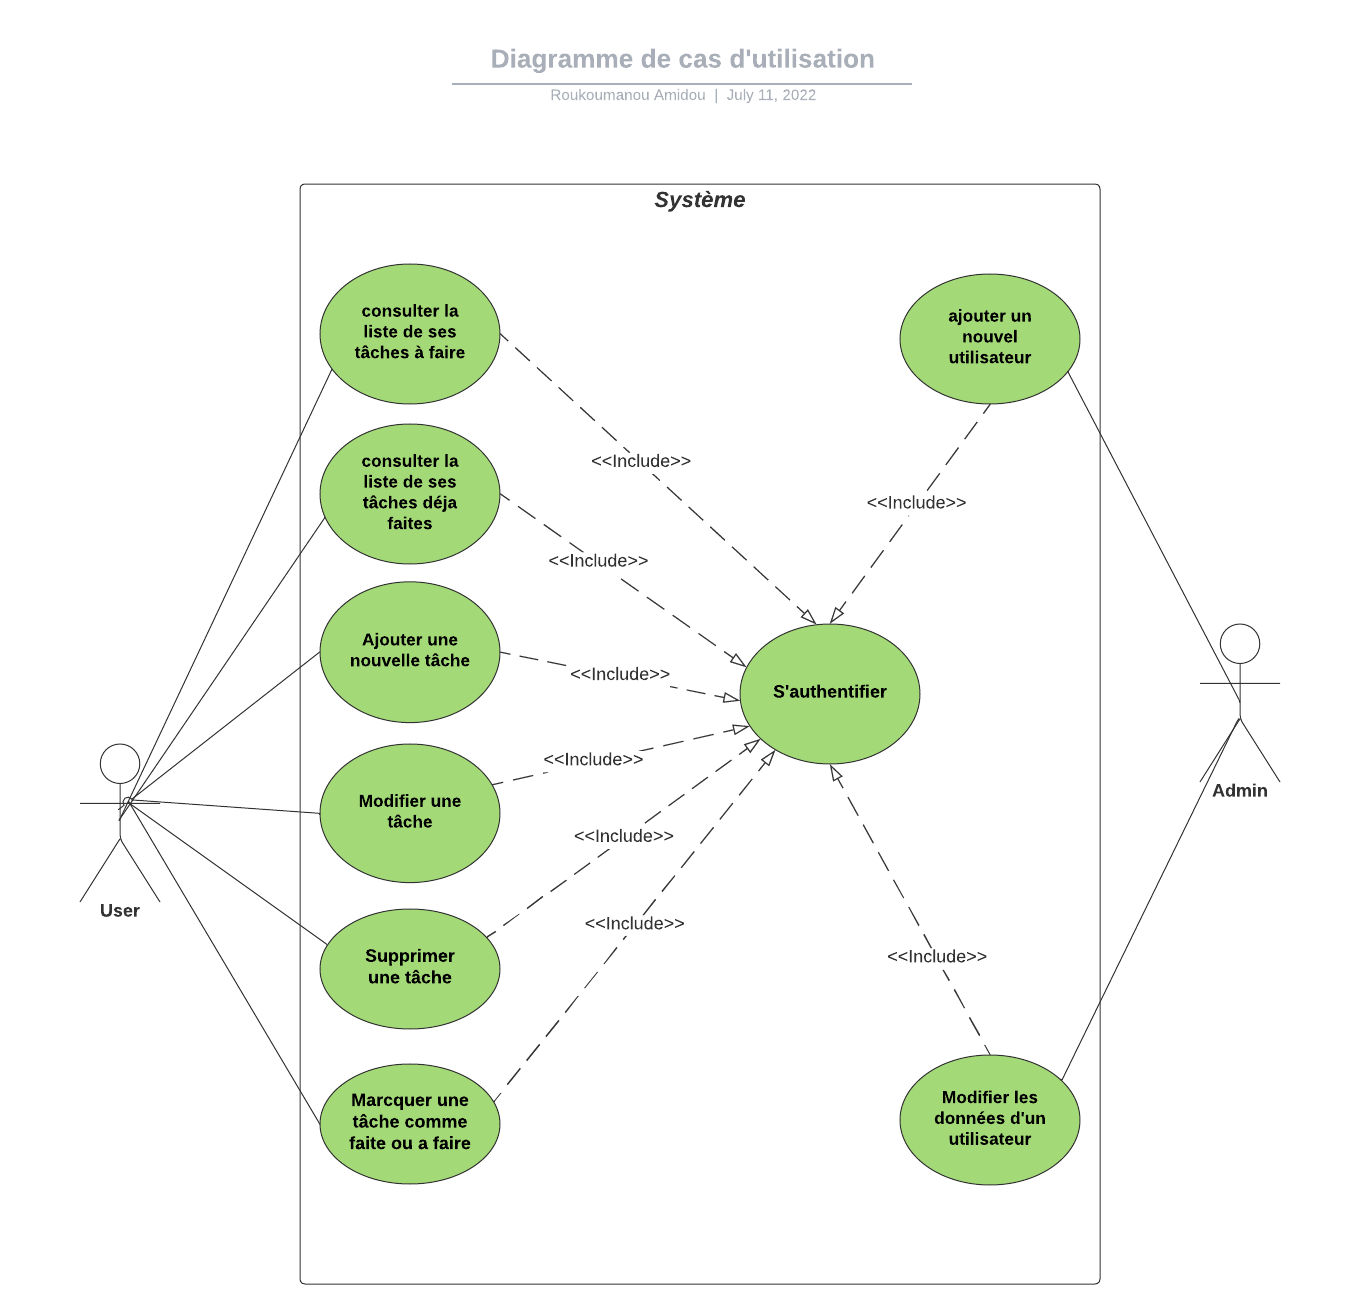 Diagramme de cas d'utilisation
Roukoumanou Amidou | July 11, 2022
Système
consulter la
liste de ses
tâches à faire
ajouter un
nouvel
utilisateur
consulter la
liste de ses
tâches déja
faites
<<Include>>
<<Include>>
<<Include>>
Ajouter une
nouvelle tâche
<<Include>>
S'authentifier
<<Include>>
Modifier une
tâche
Admin
<<Include>>
User
<<Include>>
Supprimer
une tâche
<<Include>>
Marcquer une
tâche comme
faite ou a faire
Modifier les
données d'un
utilisateur